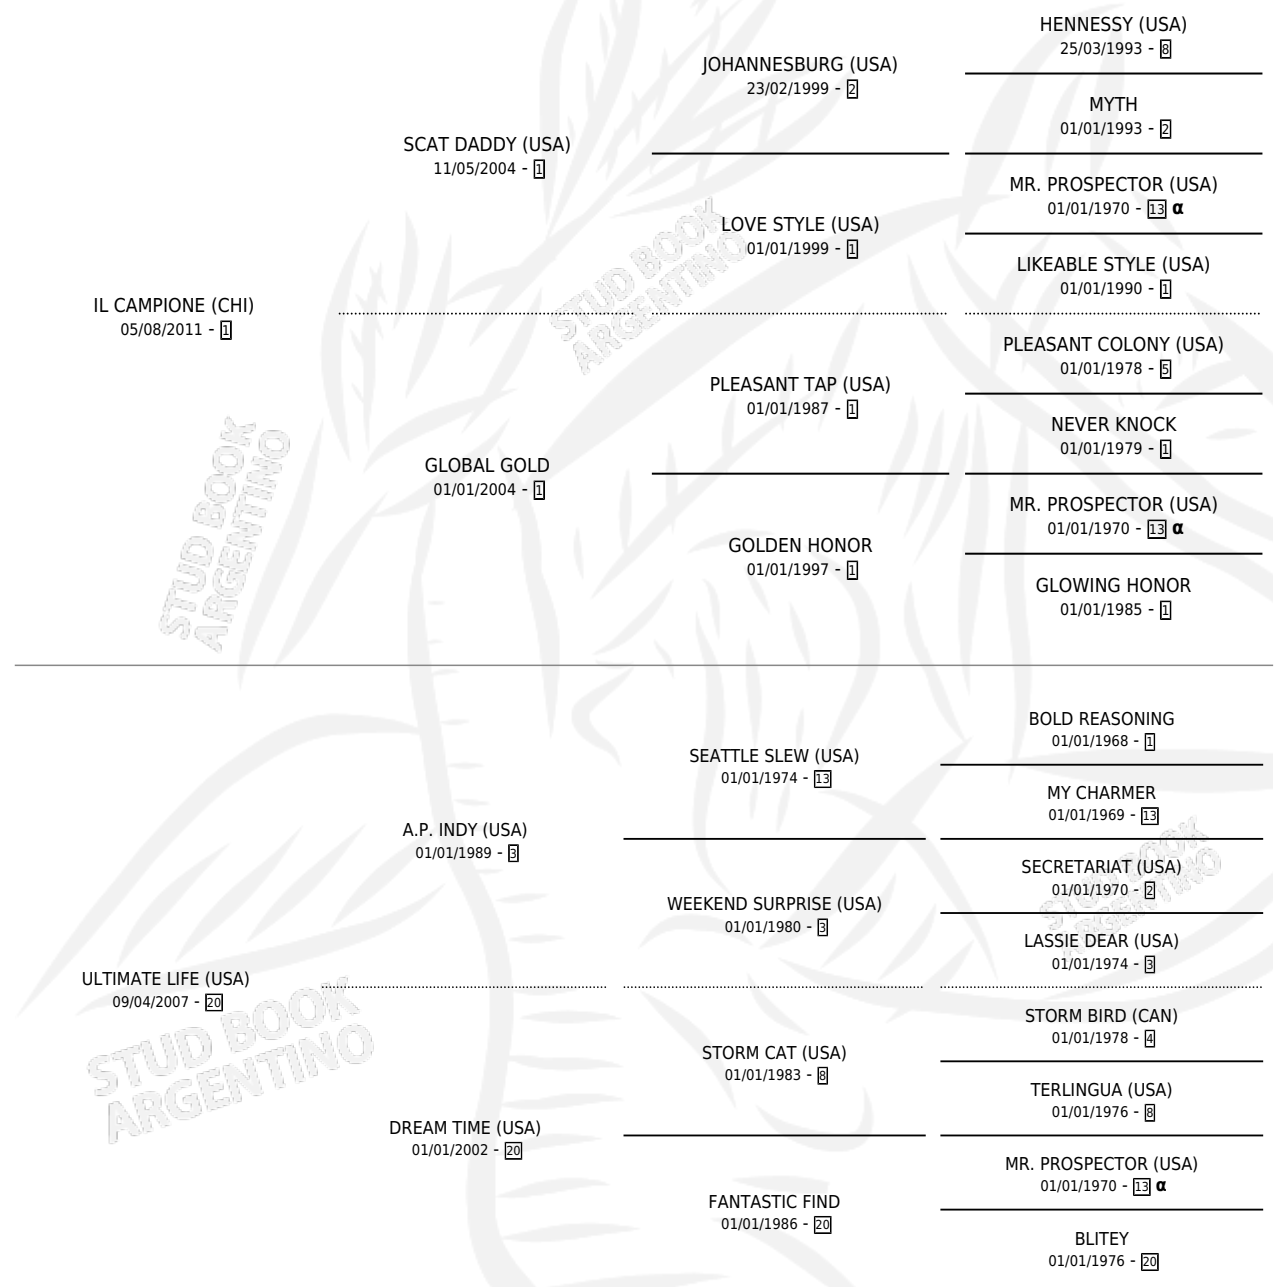 HENNESSY (USA)
25/03/1993 - 8
JOHANNESBURG (USA)
23/02/1999 - 2
MYTH
01/01/1993 - 2
SCAT DADDY (USA)
11/05/2004 - 1
MR. PROSPECTOR (USA)
01/01/1970 - 13 α
LOVE STYLE (USA)
01/01/1999 - 1
LIKEABLE STYLE (USA)
01/01/1990 - 1
STUD BOOK
ARGENTINO
IL CAMPIONE (CHI)
05/08/2011 - 1
PLEASANT COLONY (USA)
01/01/1978 - 5
PLEASANT TAP (USA)
01/01/1987 - 1
NEVER KNOCK
01/01/1979 - 1
GLOBAL GOLD
01/01/2004 - 1
MR. PROSPECTOR (USA)
01/01/1970 - 13 α
GOLDEN HONOR
01/01/1997 - 1
GLOWING HONOR
01/01/1985 - 1
STUD BOOK
ARGENTINO
BOLD REASONING
01/01/1968 - 1
SEATTLE SLEW (USA)
01/01/1974 - 13
MY CHARMER
01/01/1969 - 13
A.P. INDY (USA)
01/01/1989 - 3
SECRETARIAT (USA)
01/01/1970 - 2
WEEKEND SURPRISE (USA)
01/01/1980 - 3
LASSIE DEAR (USA)
01/01/1974 - 3
STUD BOOK
ARGENTINO
ULTIMATE LIFE (USA)
09/04/2007 - 20
STORM BIRD (CAN)
01/01/1978 - 4
STORM CAT (USA)
01/01/1983 - 8
TERLINGUA (USA)
01/01/1976 - 8
DREAM TIME (USA)
01/01/2002 - 20
MR. PROSPECTOR (USA)
01/01/1970 - 13 α
FANTASTIC FIND
01/01/1986 - 20
BLITEY
01/01/1976 - 20
STUD BOOK
ARGENTINO